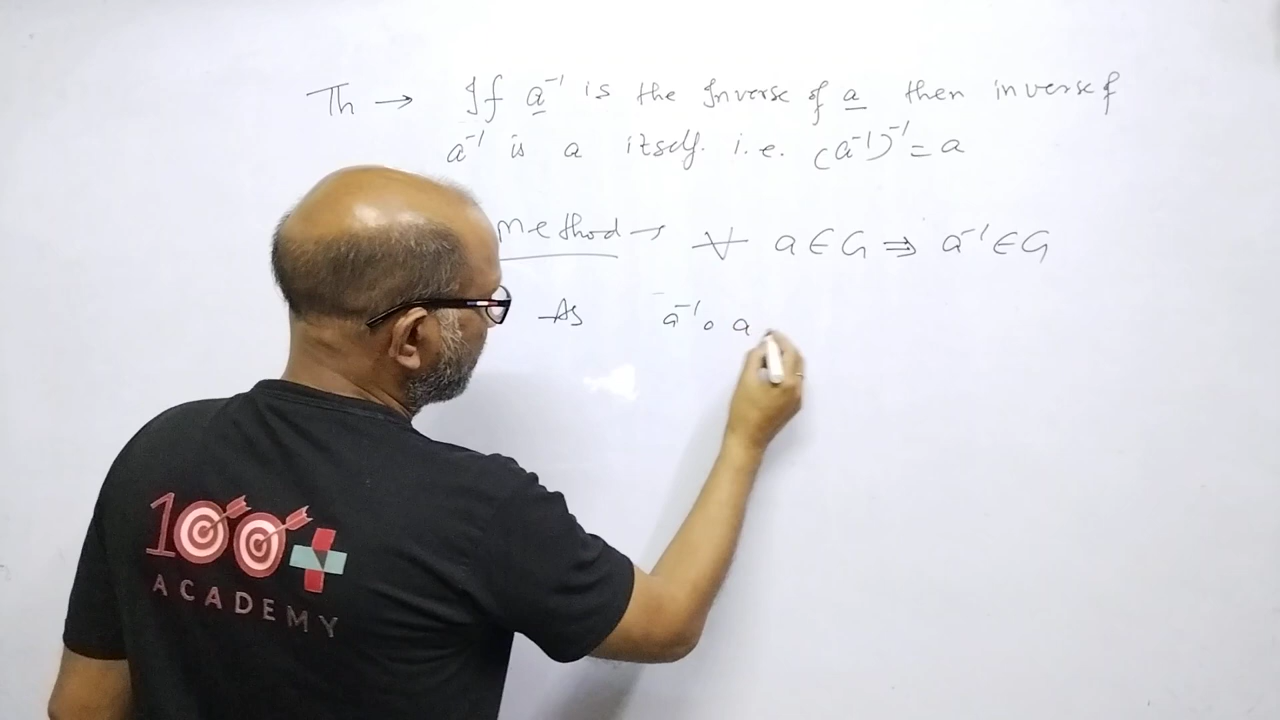 Th → If a⁻¹ is the Inverse of a then inverse of
a⁻¹ is a itself. i.e. (a⁻¹)⁻¹ = a
Method → ∀ a ∈ G ⇒ a⁻¹ ∈ G
As a⁻¹ o a
100+
ACADEMY